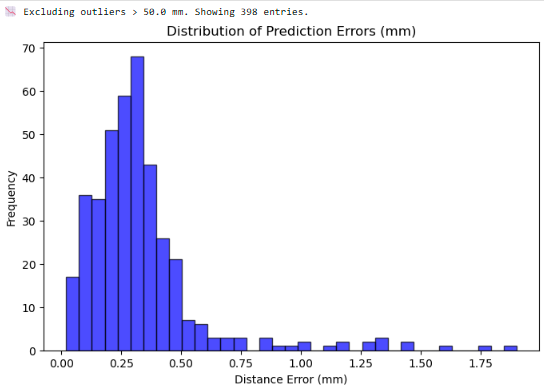 Excluding outliers > 50.0 mm. Showing 398 entries.
Distribution of Prediction Errors (mm)
70
60
50
40
30
20
10
0
Frequency
0.00 0.25 0.50 0.75 1.00 1.25 1.50 1.75
Distance Error (mm)